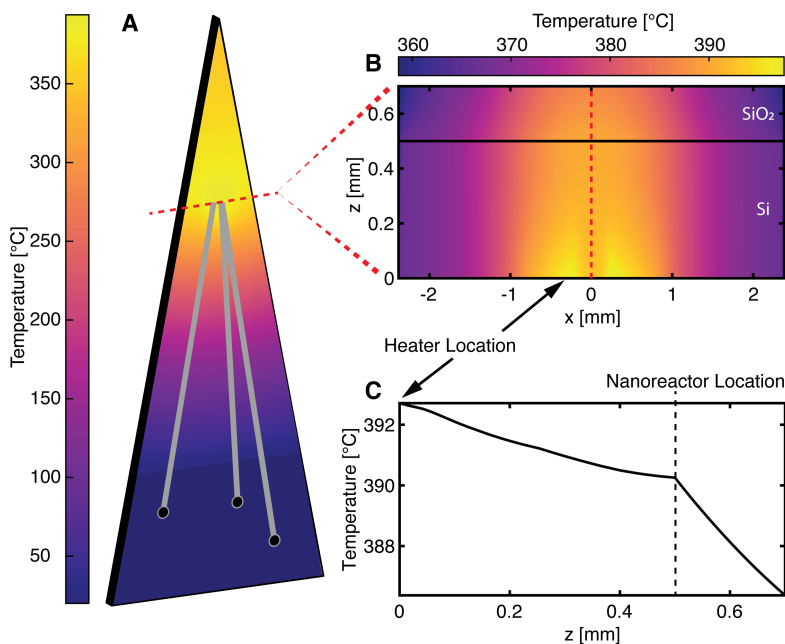 A
Temperature [°C]
350
300
250
200
150
100
50
Temperature [°C]
360 370 380 390
B
z [mm]
0.6
0.4
0.2
0
SiO₂
Si
-2 -1 0 1 2
x [mm]
Heater Location
Nanoreactor Location
C
Temperature [°C]
392
390
388
0 0.2 0.4 0.6
z [mm]